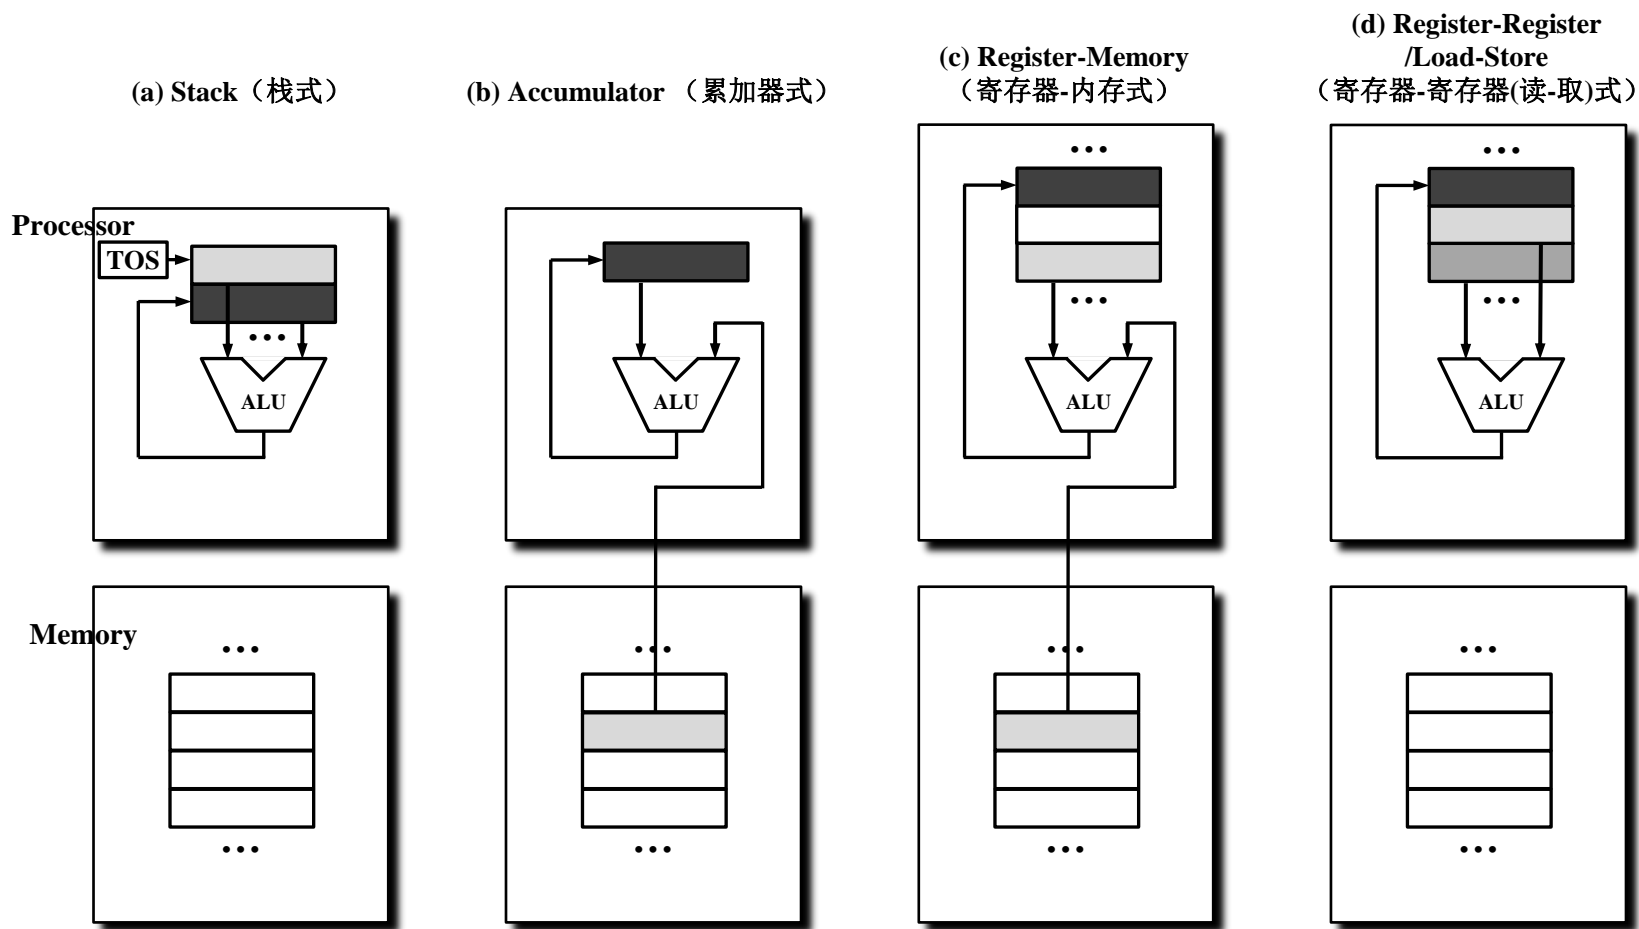 (a) Stack（栈式）
(b) Accumulator （累加器式）
(c) Register-Memory
（寄存器-内存式）
(d) Register-Register
/Load-Store
（寄存器-寄存器(读-取)式）
Processor
TOS
•••
ALU
ALU
•••
•••
ALU
•••
•••
ALU
Memory
•••
•••
•••
•••
•••
•••
•••
•••